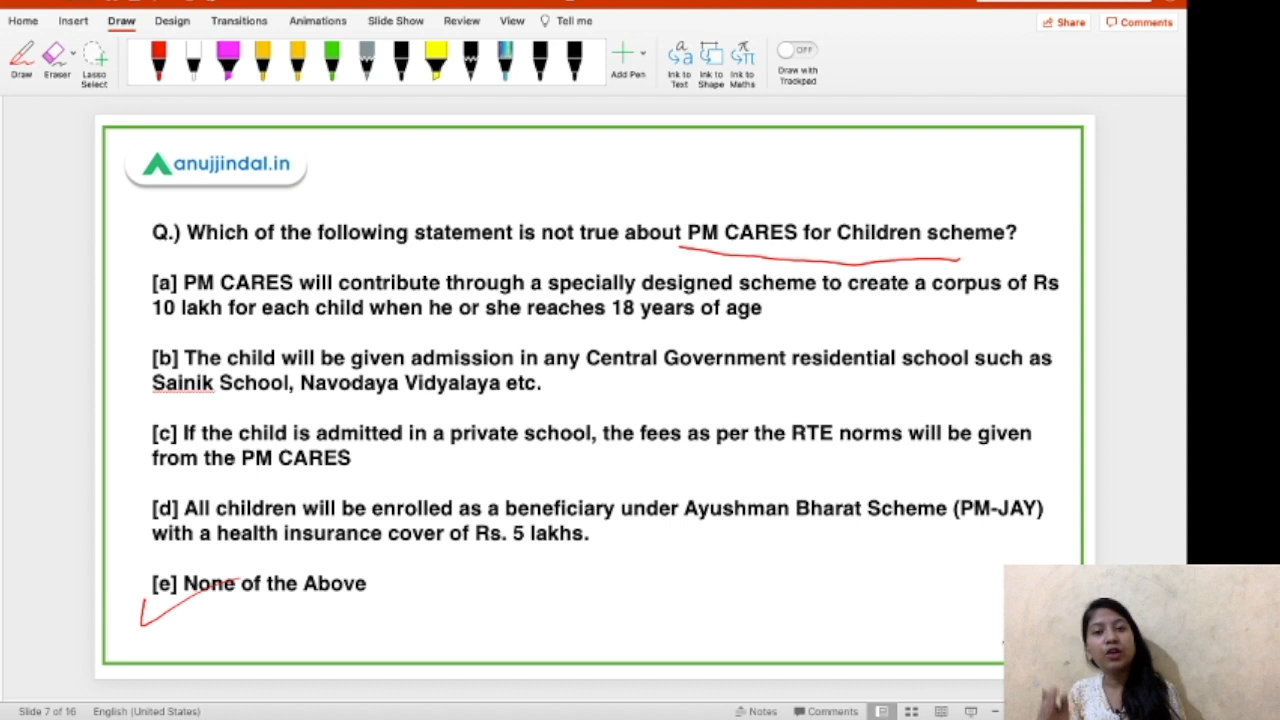 Home Insert Draw Design Transitions Animations Slide Show Review View Tell me Share Comments
Draw Eraser Lasso Select Add Pen Ink to Text Ink to Shape Ink to Maths OFF Draw with Trackpad
anujjindal.in
Q.) Which of the following statement is not true about PM CARES for Children scheme?
[a] PM CARES will contribute through a specially designed scheme to create a corpus of Rs
10 lakh for each child when he or she reaches 18 years of age
[b] The child will be given admission in any Central Government residential school such as
Sainik School, Navodaya Vidyalaya etc.
[c] If the child is admitted in a private school, the fees as per the RTE norms will be given
from the PM CARES
[d] All children will be enrolled as a beneficiary under Ayushman Bharat Scheme (PM-JAY)
with a health insurance cover of Rs. 5 lakhs.
[e] None of the Above
Slide 7 of 16 English (United States) Notes Comments